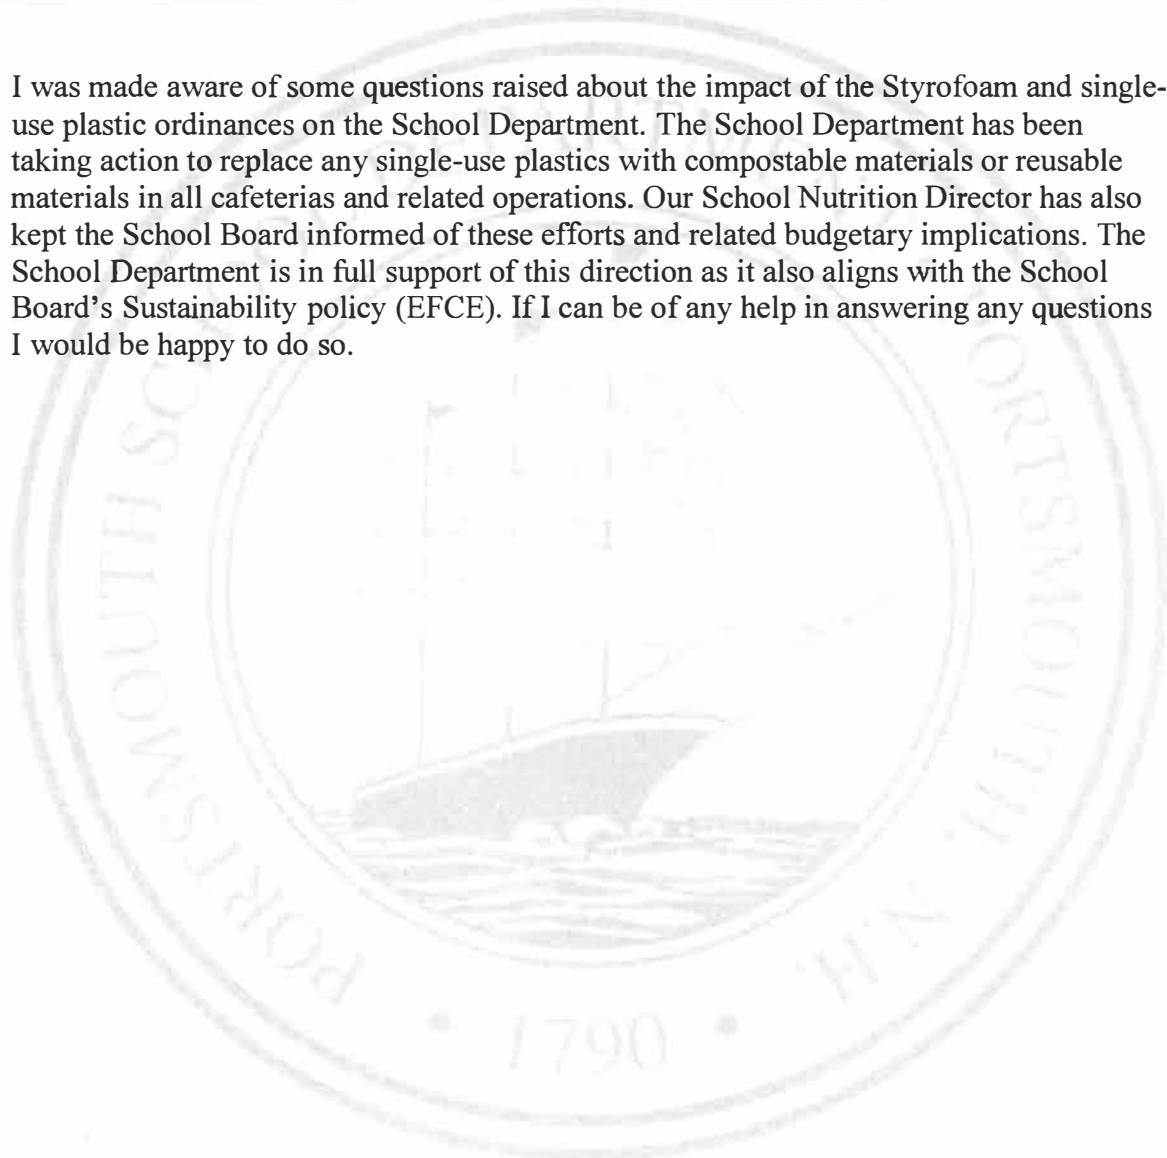 I was made aware of some questions raised about the impact of the Styrofoam and single-
use plastic ordinances on the School Department. The School Department has been
taking action to replace any single-use plastics with compostable materials or reusable
materials in all cafeterias and related operations. Our School Nutrition Director has also
kept the School Board informed of these efforts and related budgetary implications. The
School Department is in full support of this direction as it also aligns with the School
Board's Sustainability policy (EFCE). If I can be of any help in answering any questions
I would be happy to do so.
PORTSMOUTH SCHOOL DEPARTMENT
PORTSMOUTH, N.H.
• 1790 •